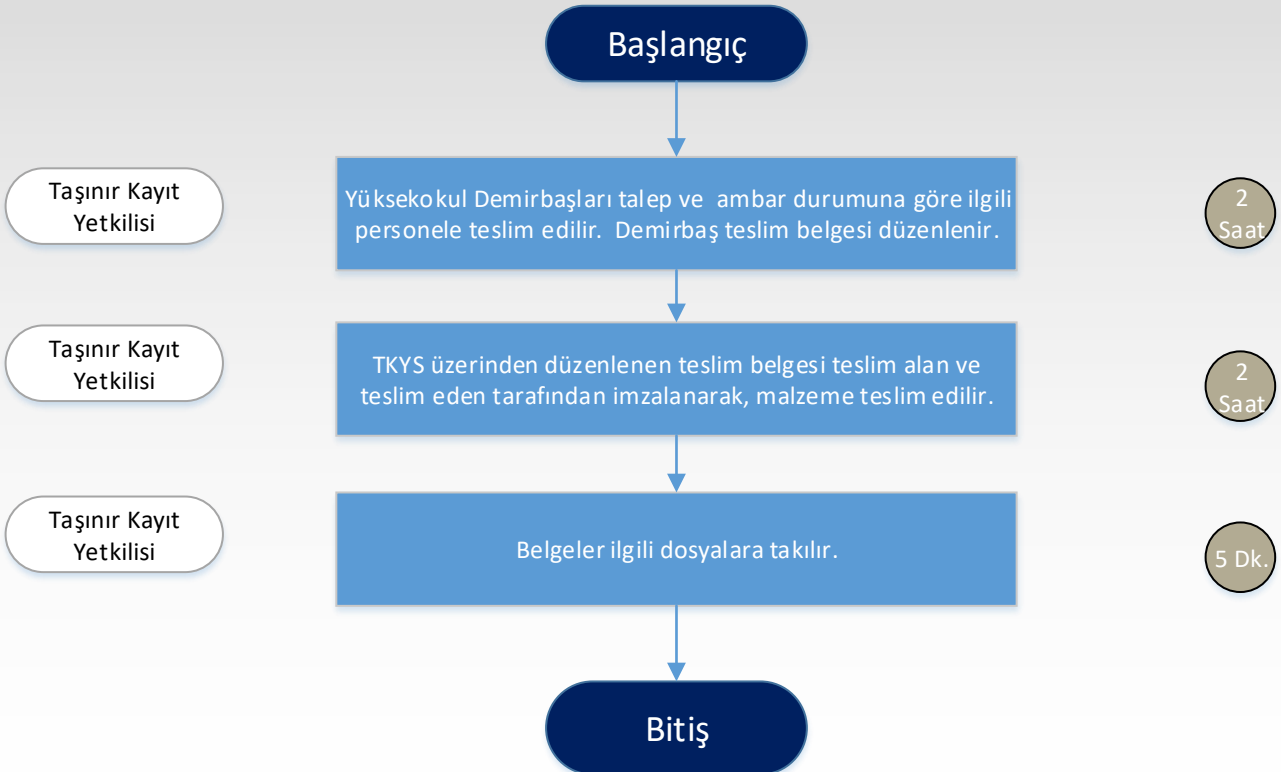 Başlangıç
Taşınır Kayıt
Yetkilisi
Yüksekokul Demirbaşları talep ve ambar durumuna göre ilgili
personele teslim edilir. Demirbaş teslim belgesi düzenlenir.
2
Saat
Taşınır Kayıt
Yetkilisi
TKYS üzerinden düzenlenen teslim belgesi teslim alan ve
teslim eden tarafından imzalanarak, malzeme teslim edilir.
2
Saat
Taşınır Kayıt
Yetkilisi
Belgeler ilgili dosyalara takılır.
5 Dk.
Bitiş